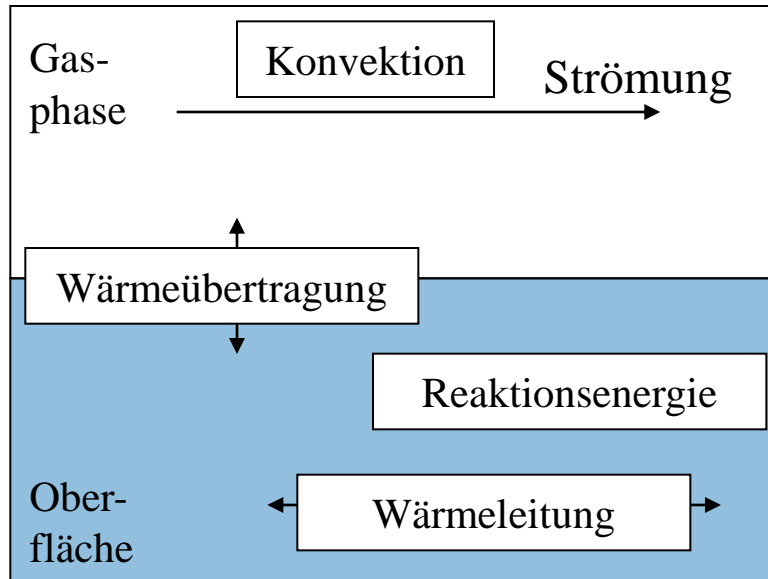 Gas-
phase
Konvektion
Strömung
Wärmeübertragung
Reaktionsenergie
Ober-
fläche
Wärmeleitung